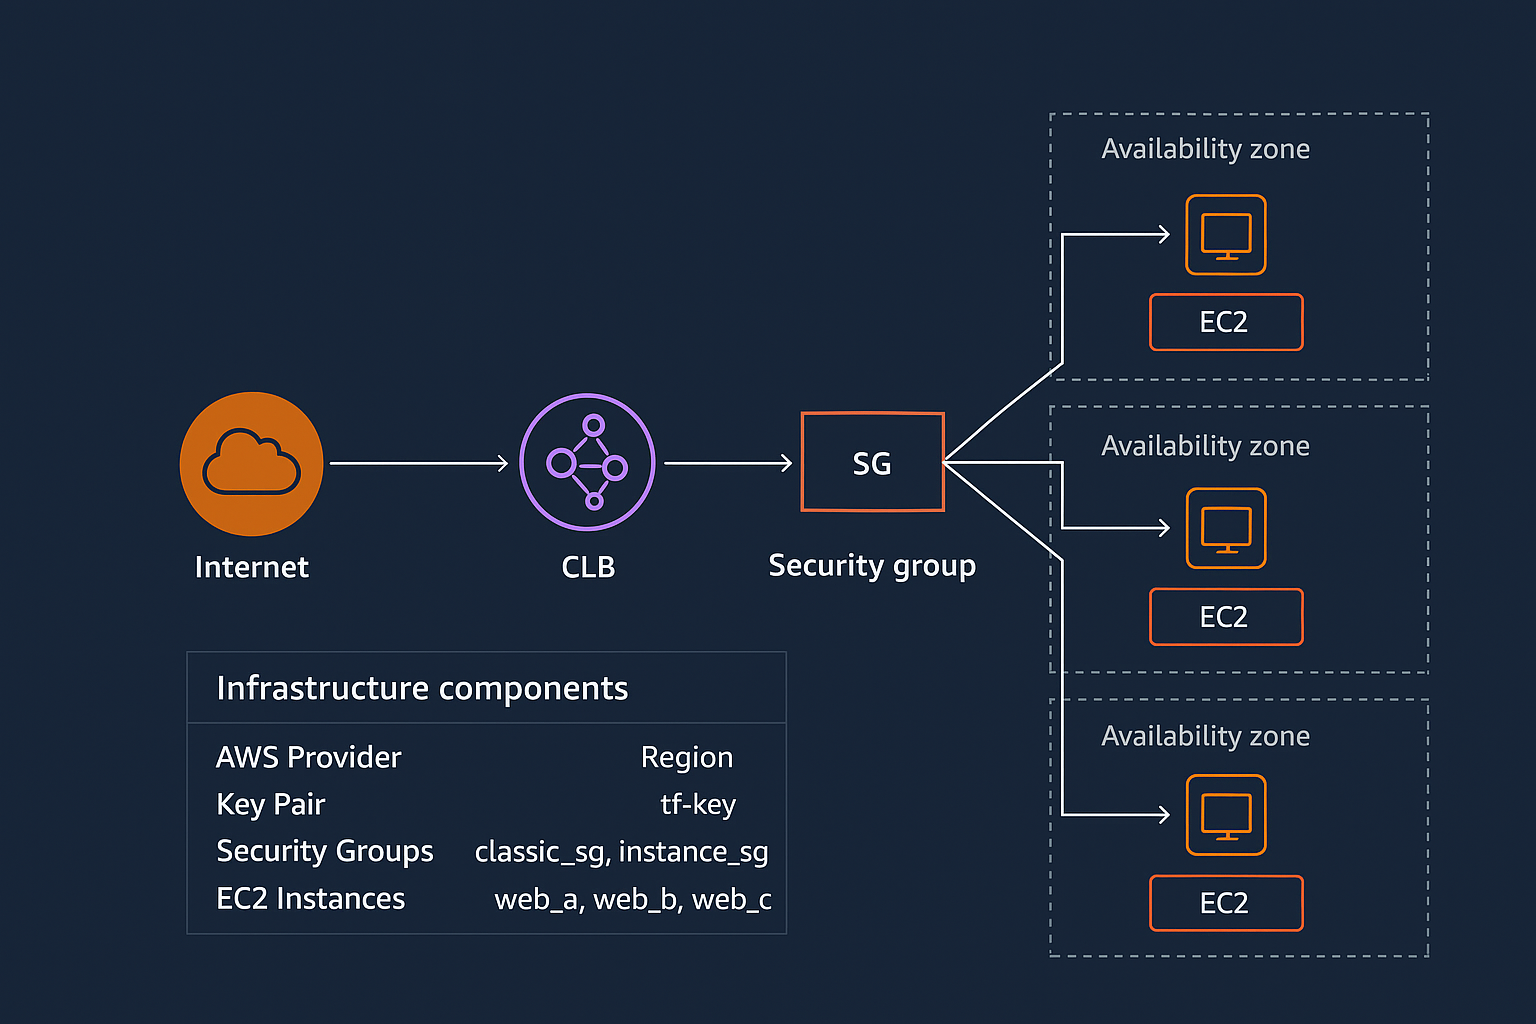 Internet
CLB
SG
Security group
Availability zone
EC2
Availability zone
EC2
Availability zone
EC2
Infrastructure components
AWS Provider Region
Key Pair tf-key
Security Groups classic_sg, instance_sg
EC2 Instances web_a, web_b, web_c